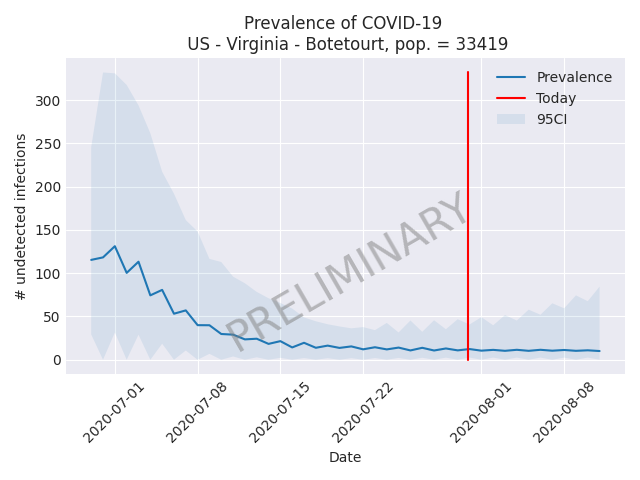 Prevalence of COVID-19
US - Virginia - Botetourt, pop. = 33419
Prevalence
Today
95CI
# undetected infections
300
250
200
150
100
50
0
PRELIMINARY
2020-07-01
2020-07-08
2020-07-15
2020-07-22
2020-08-01
2020-08-08
Date